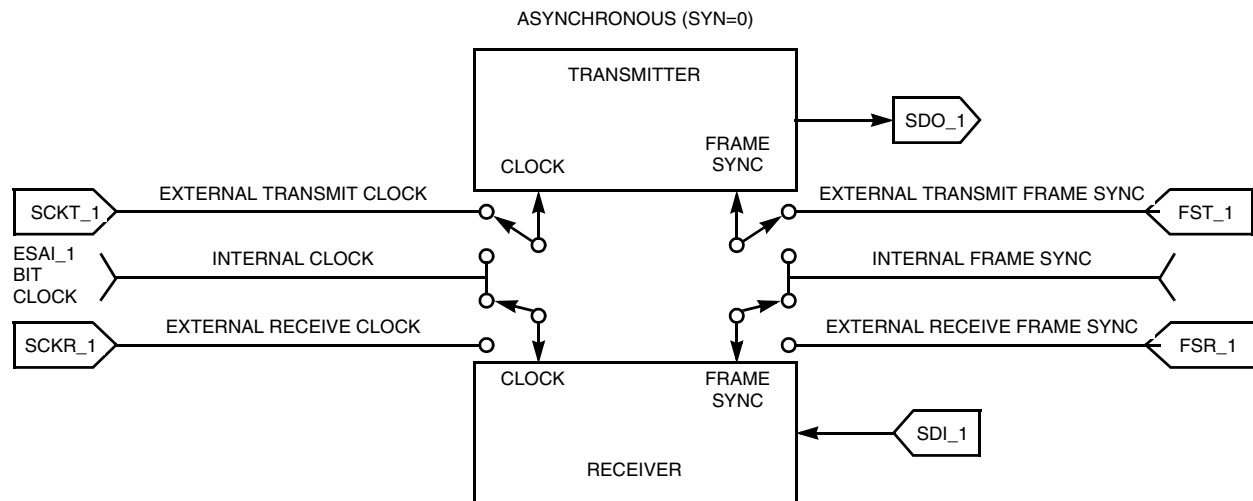 ASYNCHRONOUS (SYN=0)
TRANSMITTER
SDO_1
FRAME
SYNC
CLOCK
EXTERNAL TRANSMIT CLOCK
EXTERNAL TRANSMIT FRAME SYNC
SCKT_1
FST_1
ESAI_1
BIT
CLOCK
INTERNAL CLOCK
INTERNAL FRAME SYNC
EXTERNAL RECEIVE CLOCK
EXTERNAL RECEIVE FRAME SYNC
SCKR_1
FSR_1
CLOCK
FRAME
SYNC
SDI_1
RECEIVER